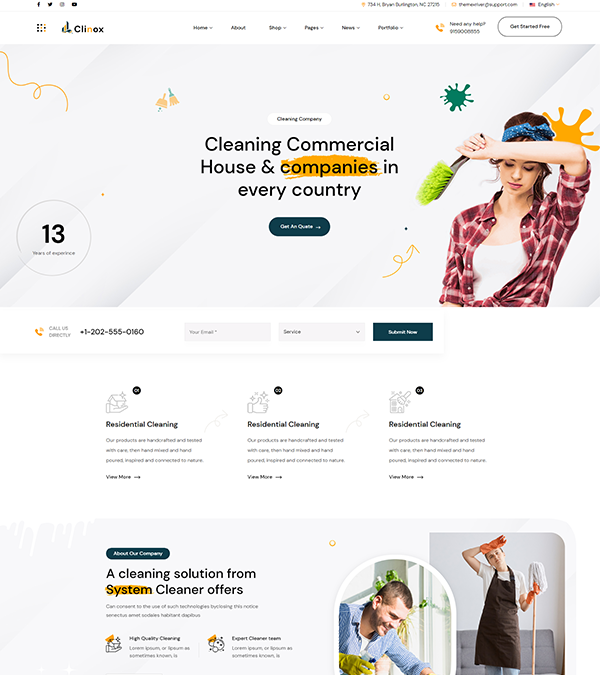 734 H, Bryan Burlington, NC 27215
themexriver@support.com
English
Clinox
Home
About
Shop
Pages
News
Portfolio
Need any help?
9159008655
Get Started Free
Cleaning Company
Cleaning Commercial
House & companies in
every country
Get An Quate
13
Years of experince
CALL US
DIRECTLY
+1-202-555-0160
Your Email *
Service
Submit Now
01
Residential Cleaning
Our products are handcrafted and tested
with care, then hand mixed and hand
poured, inspired and connected to nature.
View More
02
Residential Cleaning
Our products are handcrafted and tested
with care, then hand mixed and hand
poured, inspired and connected to nature.
View More
03
Residential Cleaning
Our products are handcrafted and tested
with care, then hand mixed and hand
poured, inspired and connected to nature.
View More
About Our Company
A cleaning solution from
System Cleaner offers
Can consent to the use of such technologies byclosing this notice
senectus amet sodales habitant dapibus
High Quality Cleaning
Lorem ipsum, or lipsum as
sometimes known, is
Expert Cleaner team
Lorem ipsum, or lipsum as
sometimes known, is